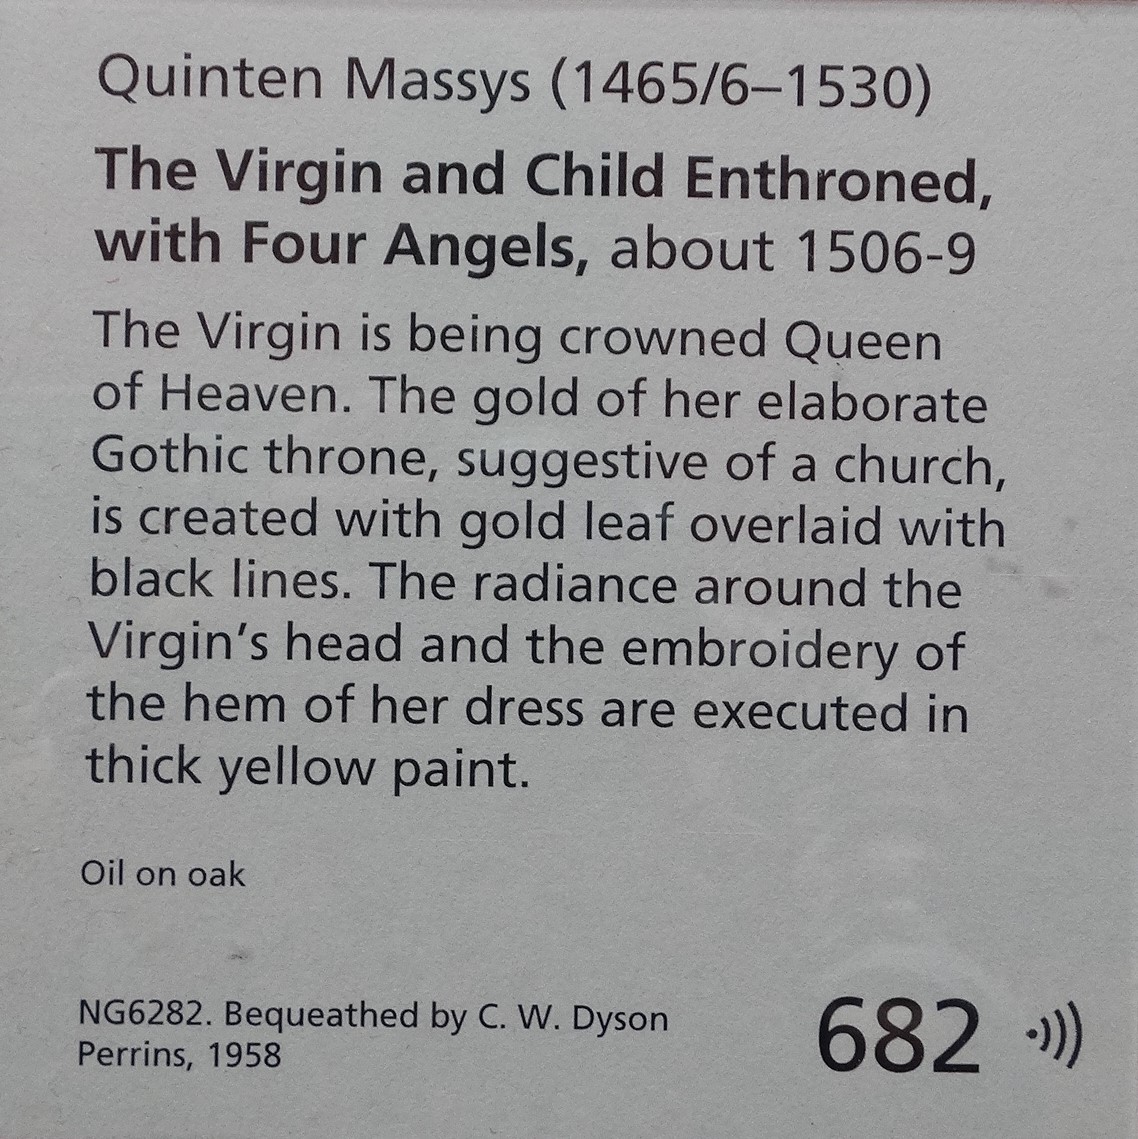 Quinten Massys (1465/6–1530)
The Virgin and Child Enthroned,
with Four Angels, about 1506-9
The Virgin is being crowned Queen
of Heaven. The gold of her elaborate
Gothic throne, suggestive of a church,
is created with gold leaf overlaid with
black lines. The radiance around the
Virgin’s head and the embroidery of
the hem of her dress are executed in
thick yellow paint.
Oil on oak
NG6282. Bequeathed by C. W. Dyson
Perrins, 1958
682